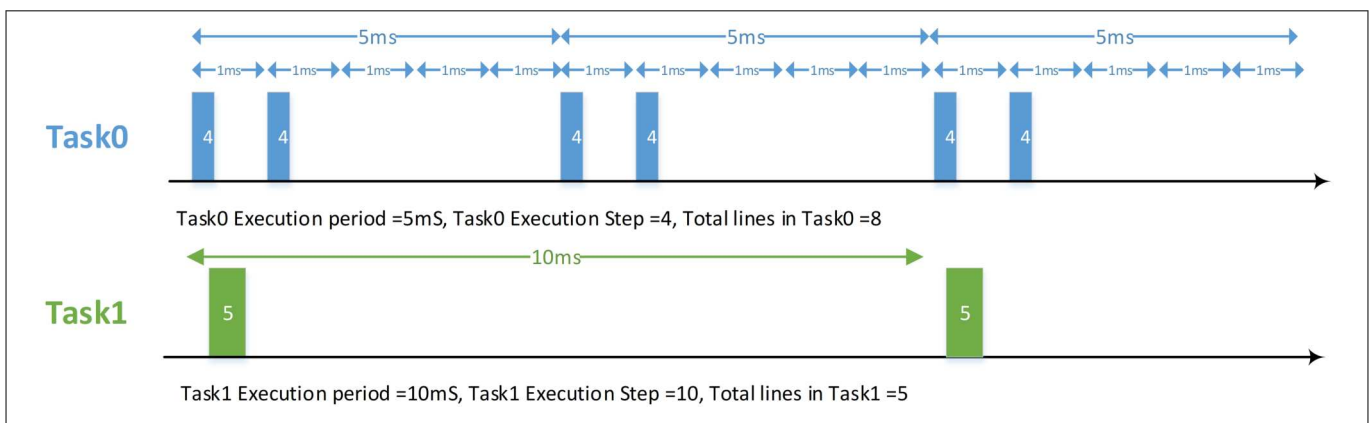 5ms 5ms 5ms
1ms 1ms 1ms 1ms 1ms 1ms 1ms 1ms 1ms 1ms 1ms 1ms 1ms 1ms 1ms
Task0 4 4 4 4 4 4
Task0 Execution period =5mS, Task0 Execution Step =4, Total lines in Task0 =8
10ms
Task1 5 5
Task1 Execution period =10mS, Task1 Execution Step =10, Total lines in Task1 =5